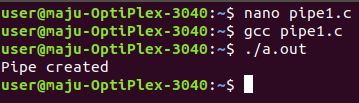 user@maju-OptiPlex-3040:~$ nano pipe1.c
user@maju-OptiPlex-3040:~$ gcc pipe1.c
user@maju-OptiPlex-3040:~$ ./a.out
Pipe created
user@maju-OptiPlex-3040:~$